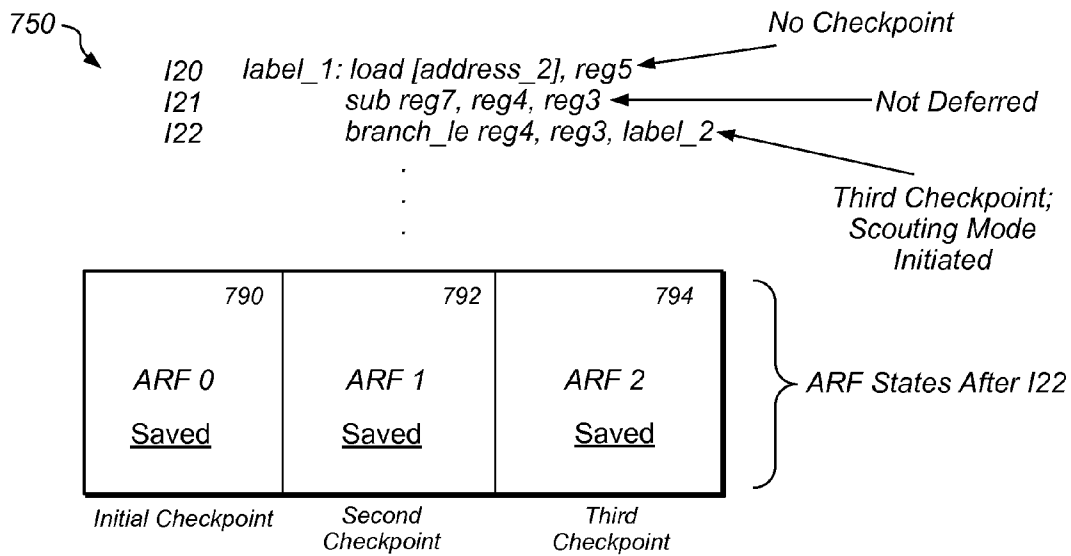 750
No Checkpoint
I20 label_1: load [address_2], reg5
I21 sub reg7, reg4, reg3
Not Deferred
I22 branch_le reg4, reg3, label_2
.
.
.
Third Checkpoint;
Scouting Mode
Initiated
790 792 794
ARF 0 ARF 1 ARF 2
ARF States After I22
Saved Saved Saved
Initial Checkpoint
Second
Checkpoint
Third
Checkpoint